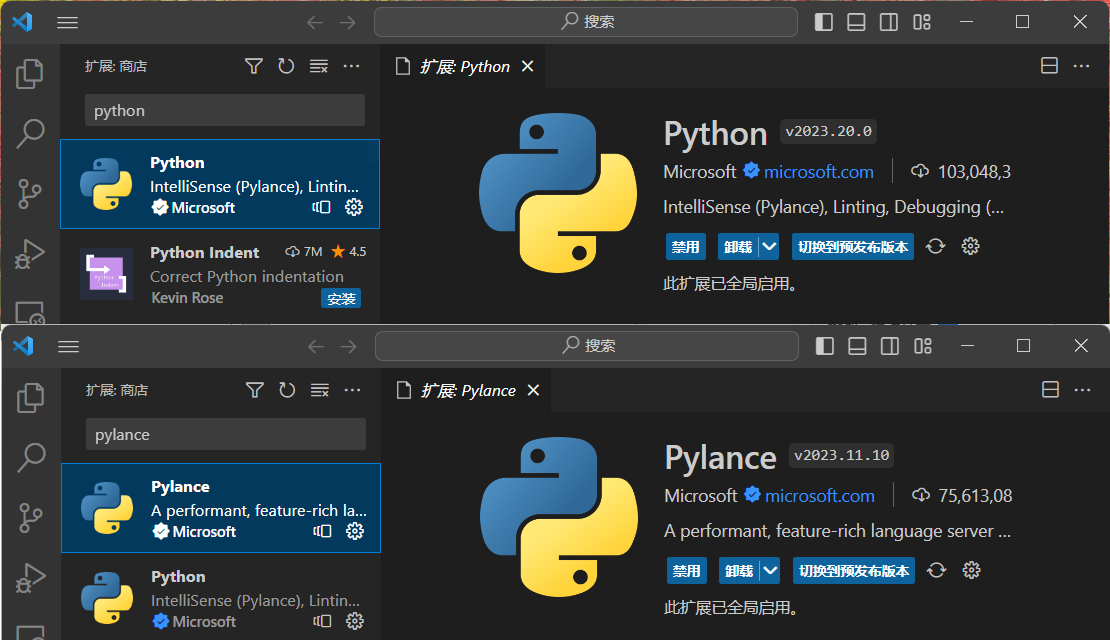 搜索
扩展: 商店
扩展: Python
python
Python
IntelliSense (Pylance), Lintin...
Microsoft
Python Indent 7M 4.5
Correct Python indentation
Kevin Rose 安装
Python v2023.20.0
Microsoft microsoft.com 103,048,3
IntelliSense (Pylance), Linting, Debugging (...
禁用 卸载 切换到预发布版本
此扩展已全局启用。
搜索
扩展: 商店
扩展: Pylance
pylance
Pylance
A performant, feature-rich la...
Microsoft
Python
IntelliSense (Pylance), Lintin...
Microsoft
Pylance v2023.11.10
Microsoft microsoft.com 75,613,08
A performant, feature-rich language server ...
禁用 卸载 切换到预发布版本
此扩展已全局启用。